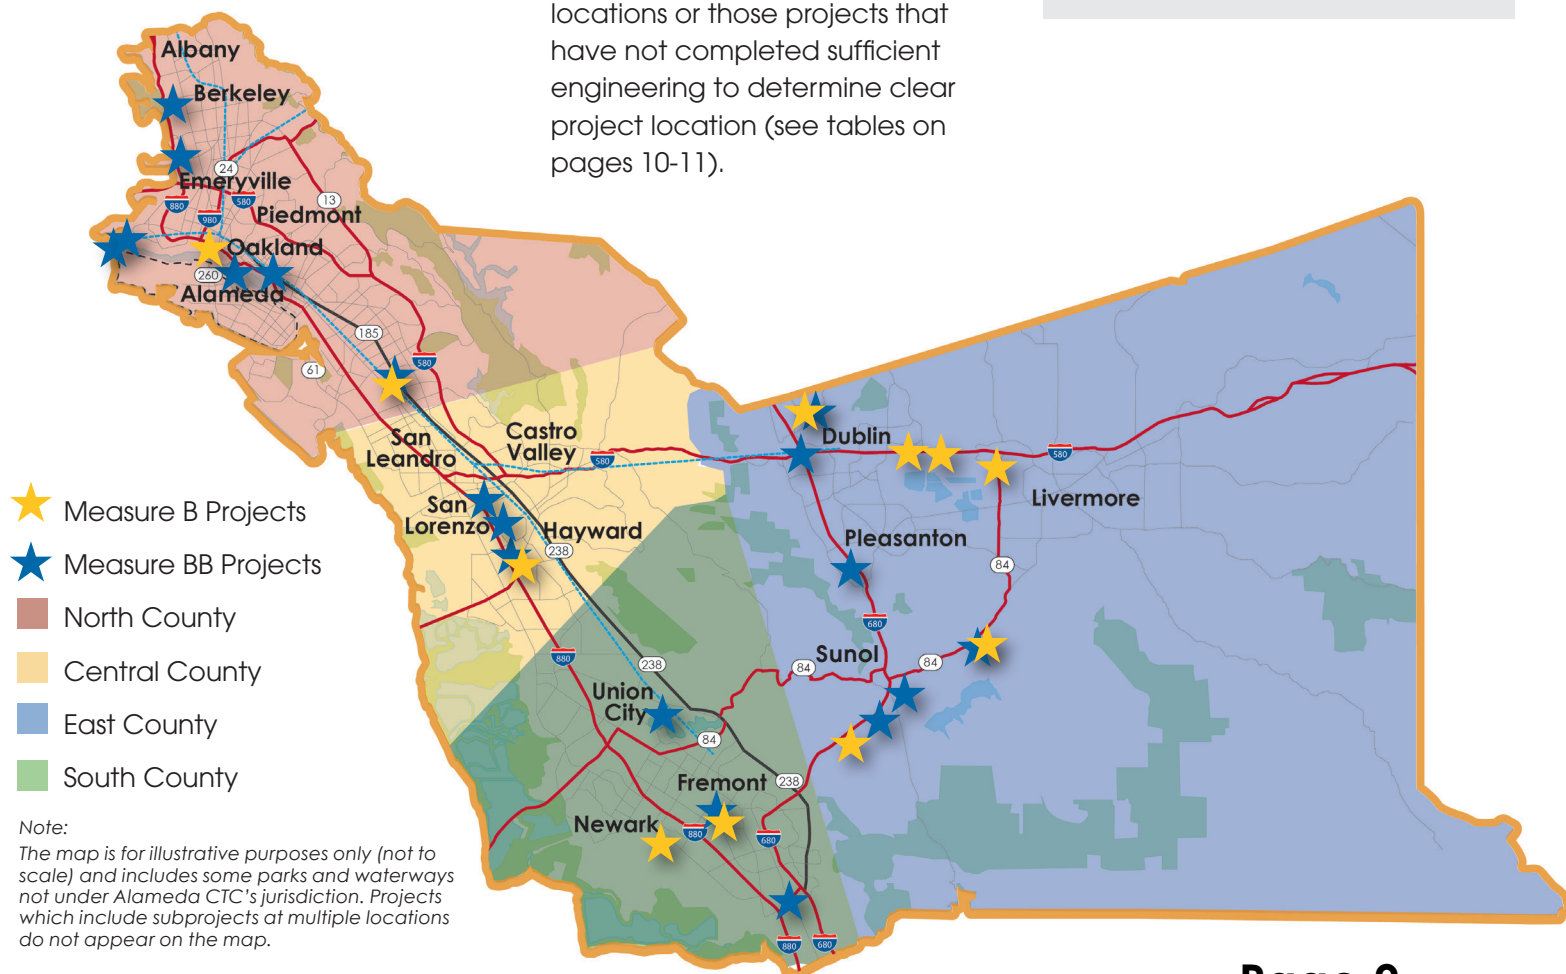 locations or those projects that
have not completed sufficient
engineering to determine clear
project location (see tables on
pages 10-11).
Albany
Berkeley
24
Emeryville
880
980
580
13
Piedmont
Oakland
260
Alameda
185
61
580
San
Leandro
Castro
Valley
580
Dublin
580
Livermore
San
Lorenzo
Hayward
238
Pleasanton
84
680
Sunol
84
84
880
238
Union
City
84
238
Fremont
Newark
880
680
880
680
Measure B Projects
Measure BB Projects
North County
Central County
East County
South County
Note:
The map is for illustrative purposes only (not to
scale) and includes some parks and waterways
not under Alameda CTC's jurisdiction. Projects
which include subprojects at multiple locations
do not appear on the map.